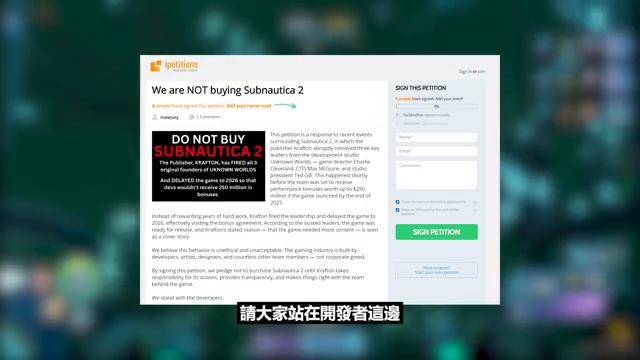 ipetitions
Sign in or join
We are NOT buying Subnautica 2
6 people have signed this petition. Add your name now!
2 Comments
DO NOT BUY
SUBNAUTICA 2
The Publisher, KRAFTON, has FIRED all 3
original founders of UKNOWN WORLDS
And DELAYED the game to 2026 so that
devs wouldn't receive 250 million in
bonuses
This petition is a response to recent events
surrounding Subnautica 2, in which the
publisher Krafton abruptly removed three key
leaders from the development studio
Unknown Worlds — game director Charlie
Cleveland, CTO Max McGuire, and studio
president Ted Gill. This happened shortly
before the team was set to receive
performance bonuses worth up to $250
million if the game launched by the end of
2025.
Instead of rewarding years of hard work, Krafton fired the leadership and delayed the game to
2026, effectively voiding the bonus agreement. According to the ousted leaders, the game was
ready for release, and Krafton's stated reason — that the game needed more content — is seen
as a cover story.
We believe this behavior is unethical and unacceptable. The gaming industry is built by
developers, artists, designers, and countless other team members — not corporate greed.
By signing this petition, we pledge not to purchase Subnautica 2 until Krafton takes
responsibility for its actions, provides transparency, and makes things right with the team
behind the game.
We stand with the developers.
SIGN THIS PETITION
6 people have signed. Add your voice!
Name*
Email*
Comments
SIGN PETITION
Have a cause?
Start your own petition
請大家站在開發者這邊